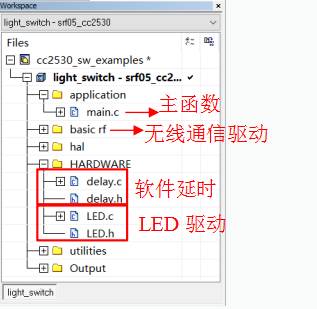 Workspace
light_switch - srf05_cc2530
Files
cc2530_sw_examples *
light_switch - srf05_cc2...
application
main.c
主函数
basic rf
无线通信驱动
hal
HARDWARE
delay.c
软件延时
delay.h
LED.c
LED 驱动
LED.h
utilities
Output
light_switch